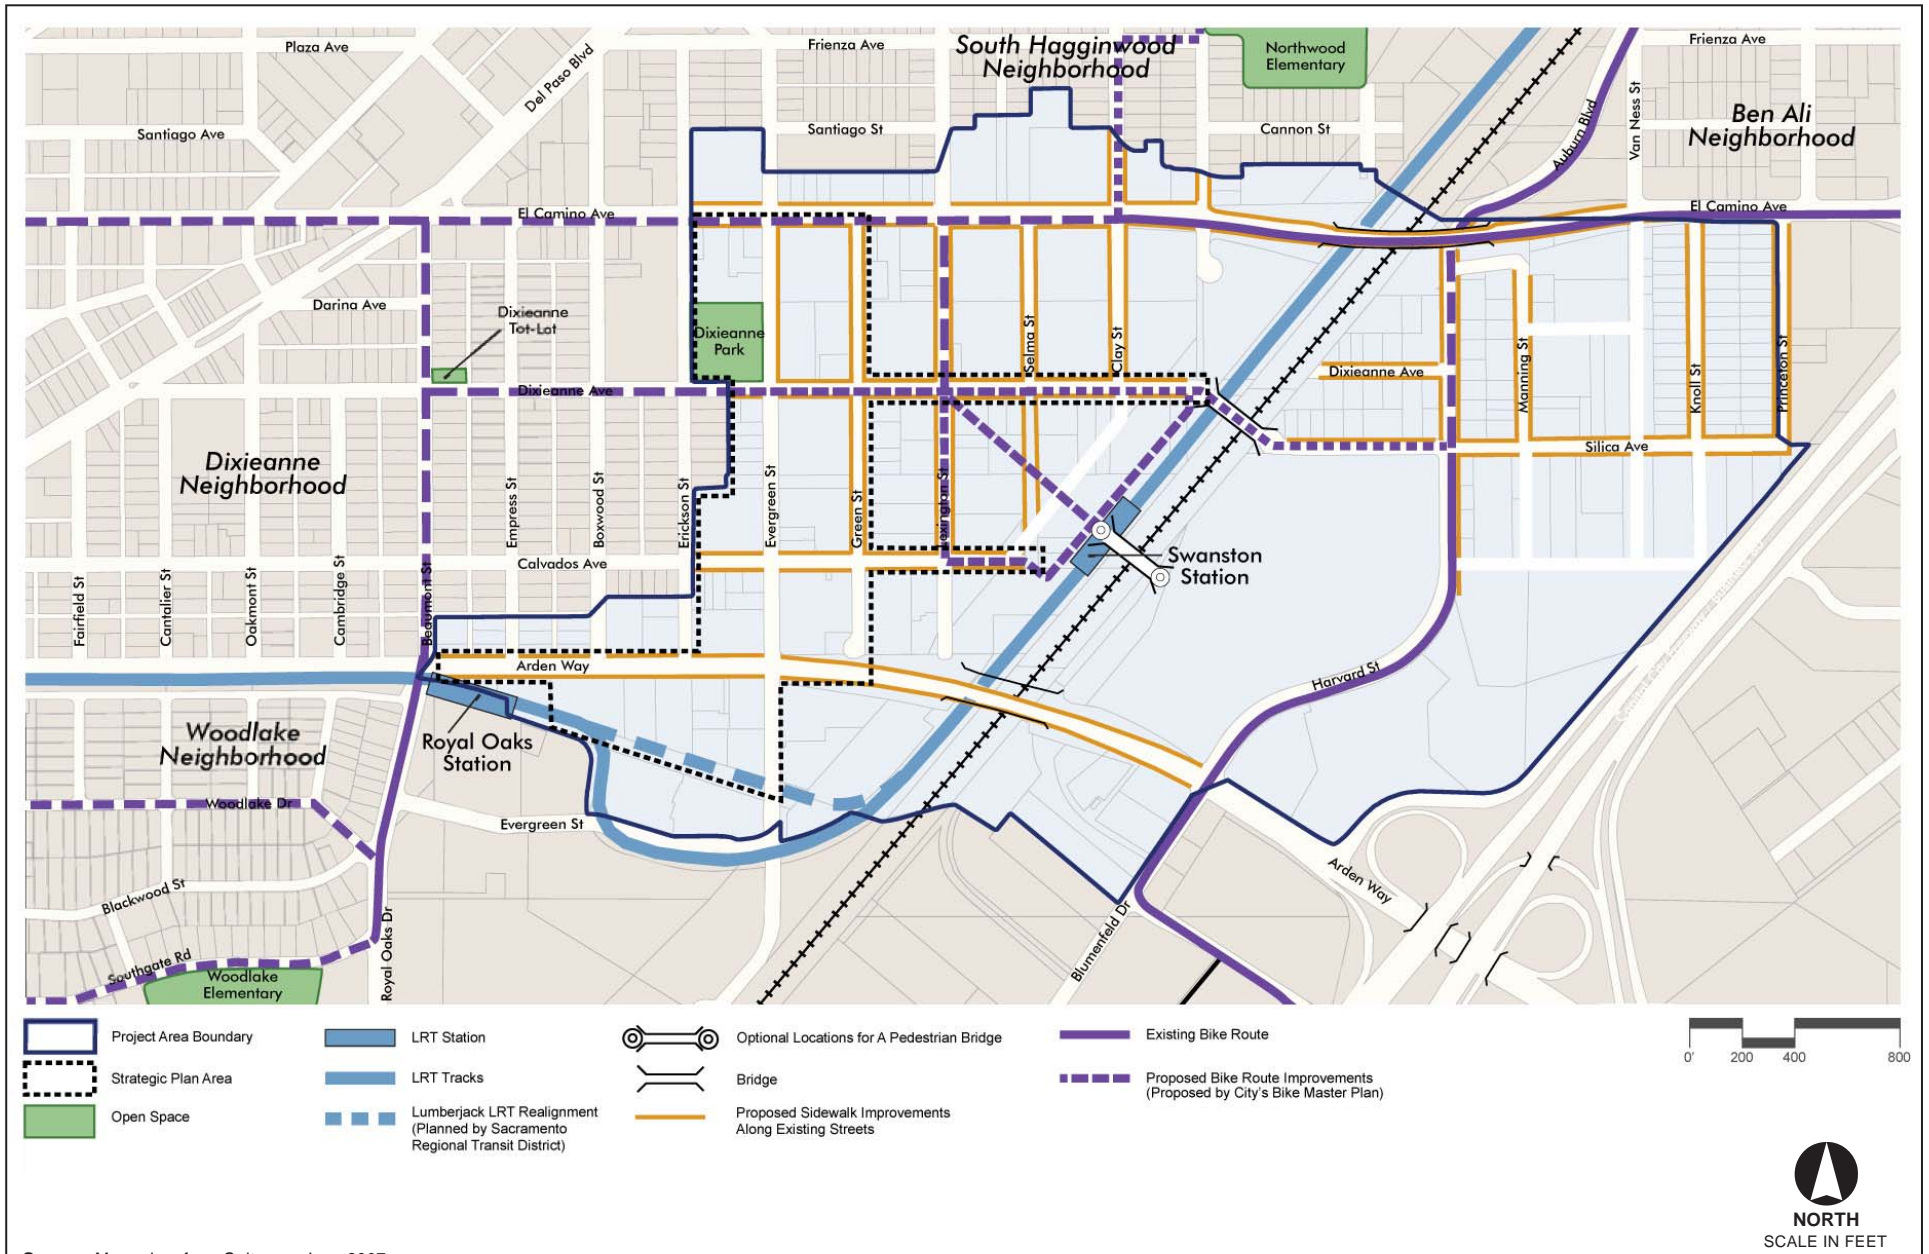 Plaza Ave
Del Paso Blvd
Frienza Ave
South Hagginwood
Neighborhood
Northwood
Elementary
Frienza Ave
Santiago Ave
Santiago St
Cannon St
Auburn Blvd
Van Ness St
Ben Ali
Neighborhood
El Camino Ave
El Camino Ave
Darina Ave
Dixieanne
Tot-Lot
Dixieanne
Park
Selma St
Clay St
Dixieanne Ave
Manning St
Knoll St
Princeton St
Dixieanne Ave
Silica Ave
Dixieanne
Neighborhood
Empress St
Boxwood St
Erickson St
Evergreen St
Green St
Lexington St
Swanston
Station
Calvados Ave
Fairfield St
Cantalier St
Oakmont St
Cambridge St
Beaumont St
Arden Way
Harvard St
Woodlake
Neighborhood
Royal Oaks
Station
Woodlake Dr
Evergreen St
Arden Way
Blackwood St
Royal Oaks Dr
Blumenfeld Dr
Southgate Rd
Woodlake
Elementary
Project Area Boundary
Strategic Plan Area
Open Space
LRT Station
LRT Tracks
Lumberjack LRT Realignment
(Planned by Sacramento
Regional Transit District)
Optional Locations for A Pedestrian Bridge
Bridge
Proposed Sidewalk Improvements
Along Existing Streets
Existing Bike Route
Proposed Bike Route Improvements
(Proposed by City's Bike Master Plan)
0' 200 400 800
NORTH
SCALE IN FEET